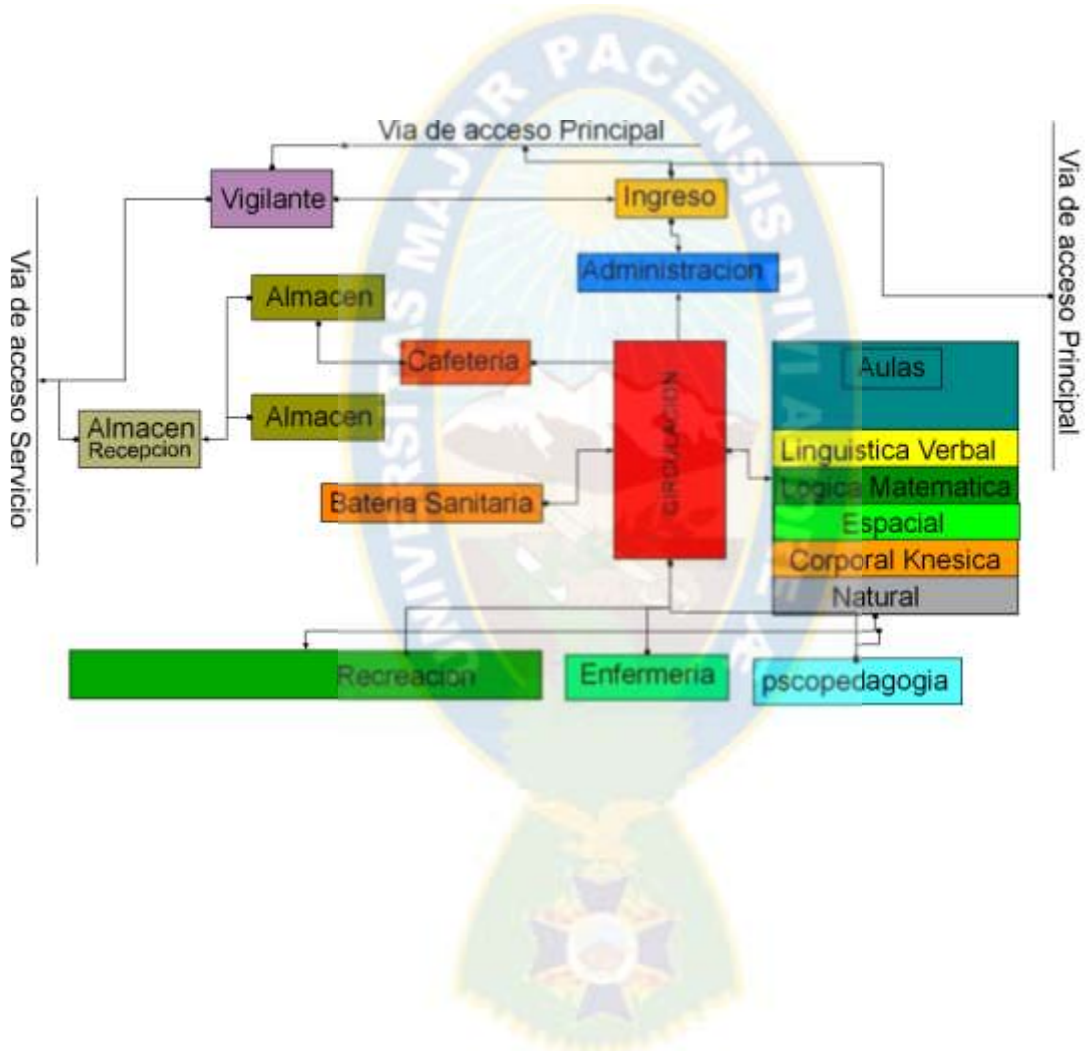 UNIVERSITAS MAJOR PACENSIS DIVI
Via de acceso Principal
Via de acceso Principal
Via de acceso Servicio
Vigilante
Ingreso
Administracion
Almacen
Cafeteria
Almacen
Almacen
Recepcion
CIRCULACION
Aulas
Linguistica Verbal
Logica Matematica
Espacial
Corporal Knesica
Natural
Bateria Sanitaria
Recreación
Enfermeria
pscopedagogia